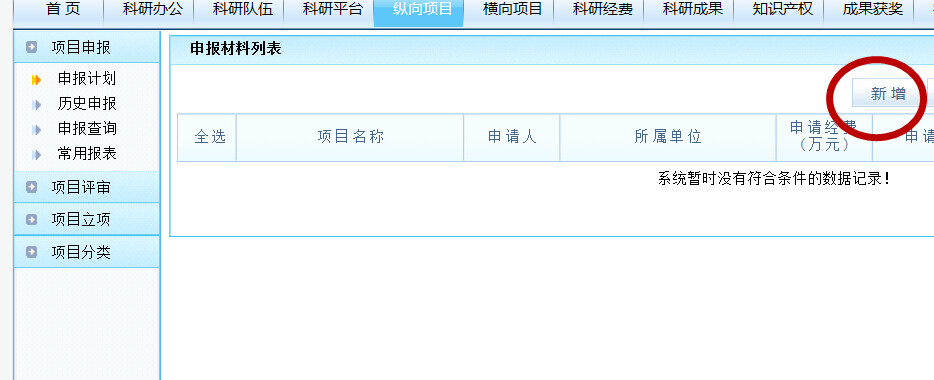 首 页 科研办公 科研队伍 科研平台 纵向项目 横向项目 科研经费 科研成果 知识产权 成果获奖
项目申报
申报计划
历史申报
申报查询
常用报表
项目评审
项目立项
项目分类
申报材料列表
新 增
全选 项目名称 申请人 所属单位 申请经费 申请
（万元）
系统暂时没有符合条件的数据记录！